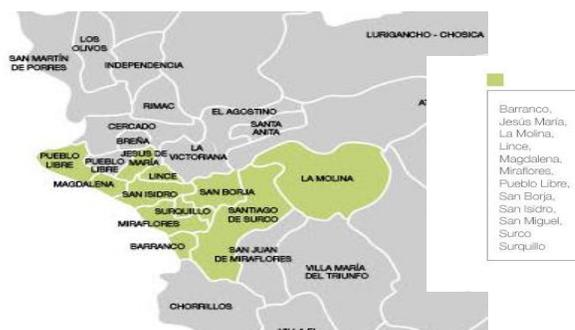 LOS
OLIVOS
LURIGANCHO - CHOSICA
SAN MARTÍN
DE PORRES
INDEPENDENCIA
RIMAC
EL AGOSTINO
SANTA
ANITA
CERCADO
BREÑA
LA
VICTORIANA
JESUS DE
MARÍA
PUEBLO
LIBRE
PUEBLO
LIBRE
LINCE
MAGDALENA
SAN ISIDRO
SAN BORJA
LA MOLINA
SURQUILLO
SANTIAGO
DE SURCO
MIRAFLORES
BARRANCO
SAN JUAN
DE MIRAFLORES
VILLA MARÍA
DEL TRIUNFO
CHORRILLOS
Barranco,
Jesús María,
La Molina,
Lince,
Magdalena,
Miraflores,
Pueblo Libre,
San Borja,
San Isidro,
San Miguel,
Surco
Surquillo